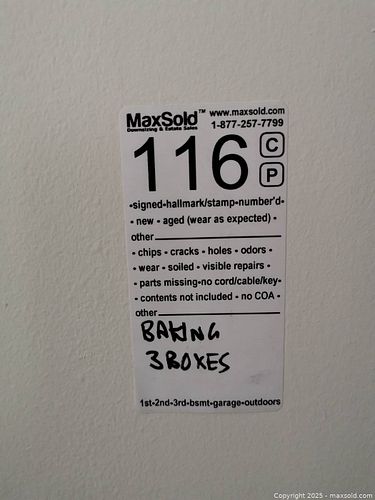 MaxSold™ www.maxsold.com
Downsizing & Estate Sales 1-877-257-7799
116 C
P
•signed•hallmark/stamp•number'd•
• new • aged (wear as expected) •
other
• chips • cracks • holes • odors •
• wear • soiled • visible repairs •
• parts missing•no cord/cable/key•
• contents not included • no COA •
other
BAKING
3 BOXES
1st•2nd•3rd•bsmt•garage•outdoors
Copyright 2025 - maxsold.com